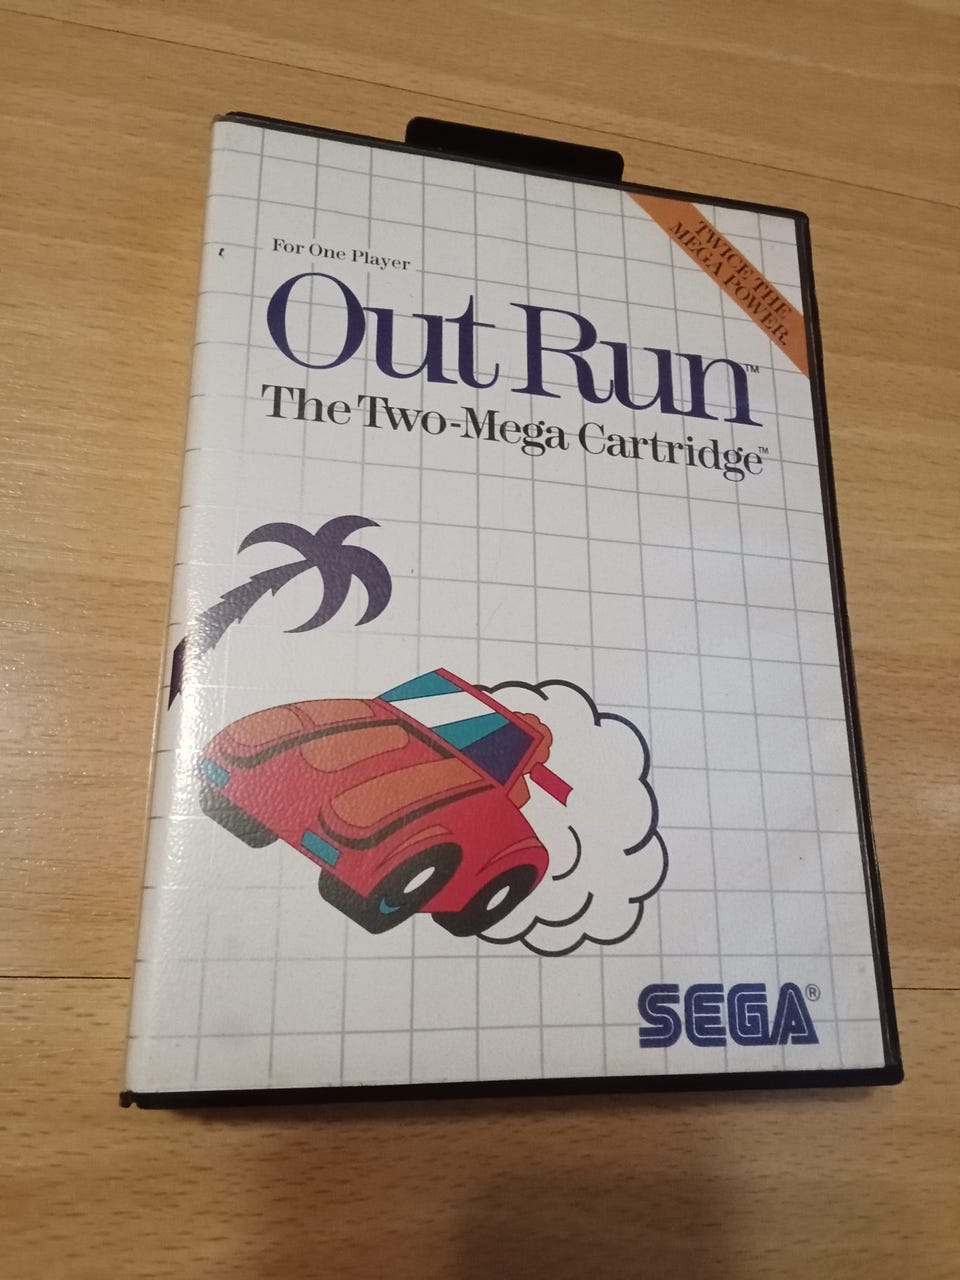 For One Player
Out Run™
The Two-Mega Cartridge™
TWICE THE
MEGA POWER.
SEGA®